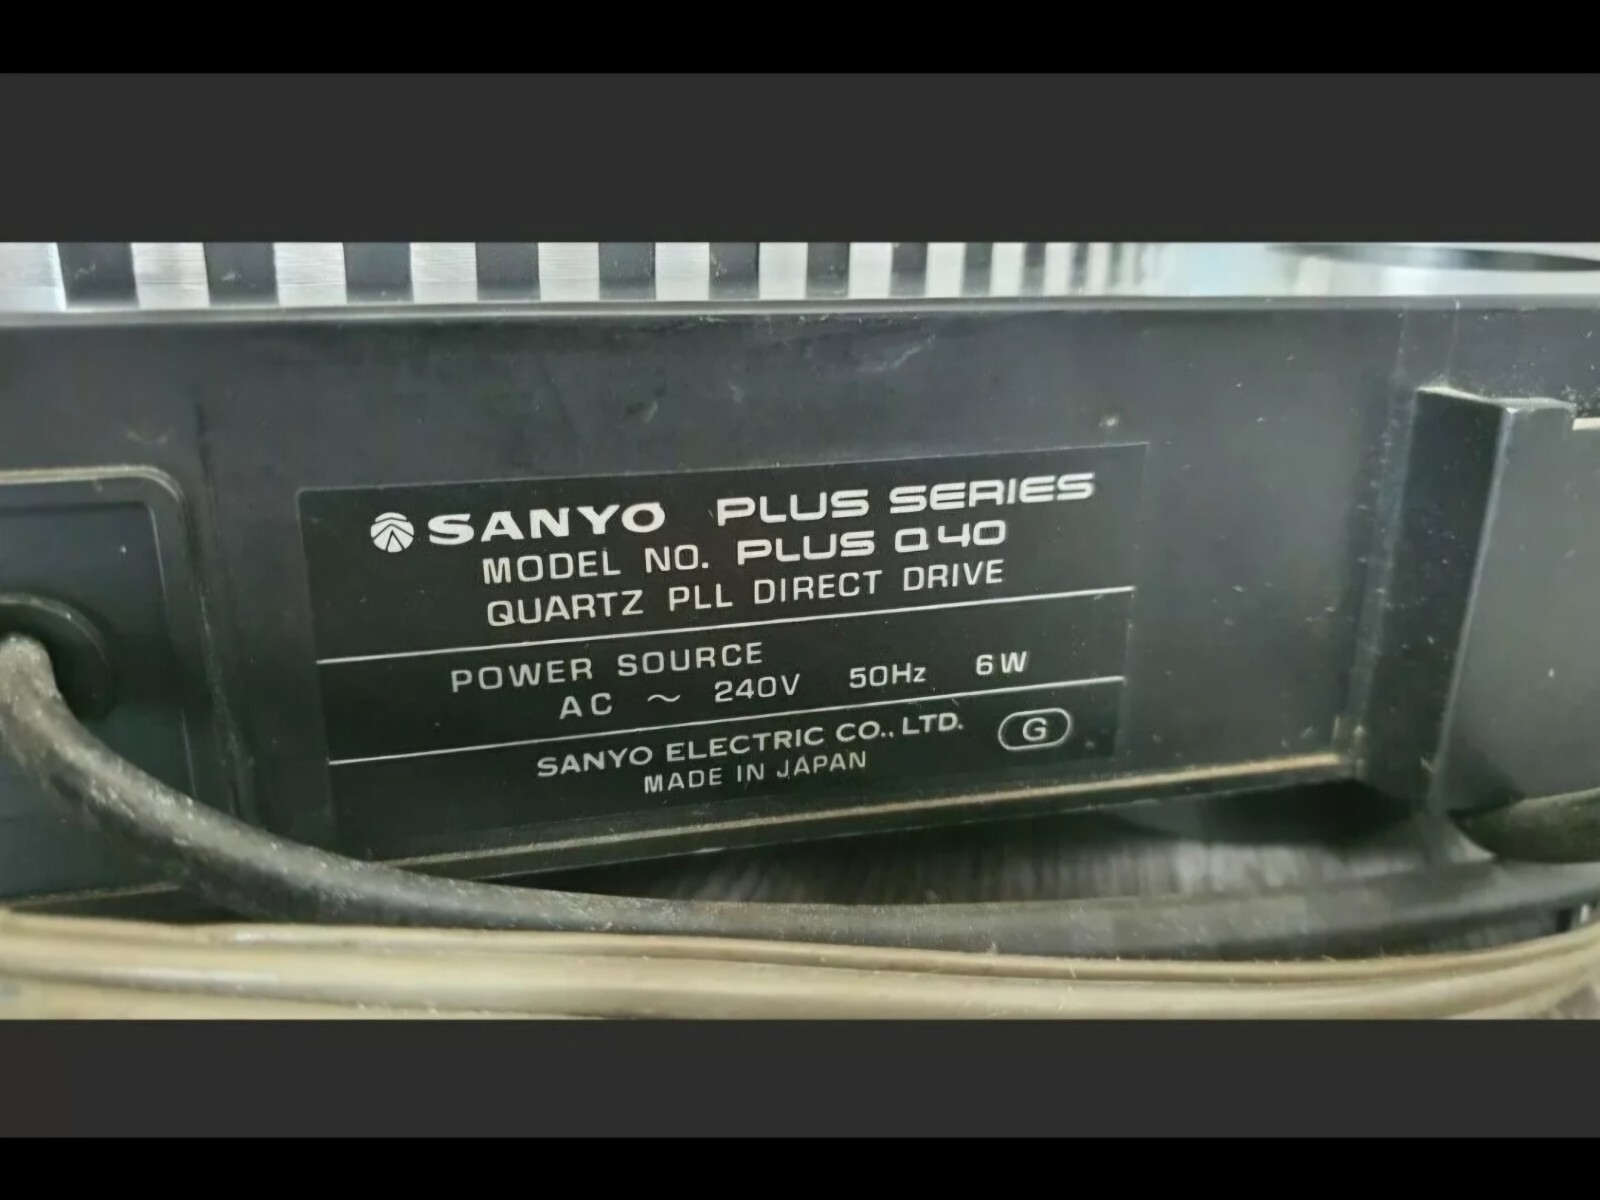 SANYO PLUS SERIES
MODEL NO. PLUS Q40
QUARTZ PLL DIRECT DRIVE
POWER SOURCE
AC ~ 240V 50Hz 6W
SANYO ELECTRIC CO., LTD. G
MADE IN JAPAN